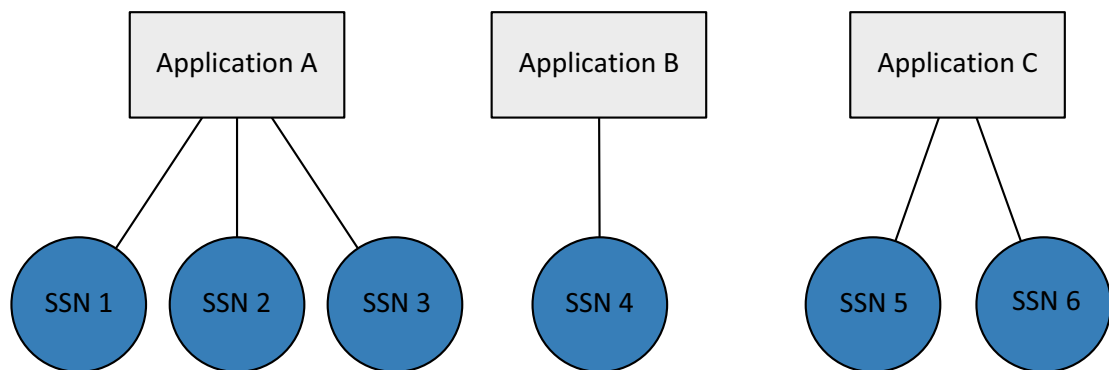 Application A
Application B
Application C
SSN 1
SSN 2
SSN 3
SSN 4
SSN 5
SSN 6